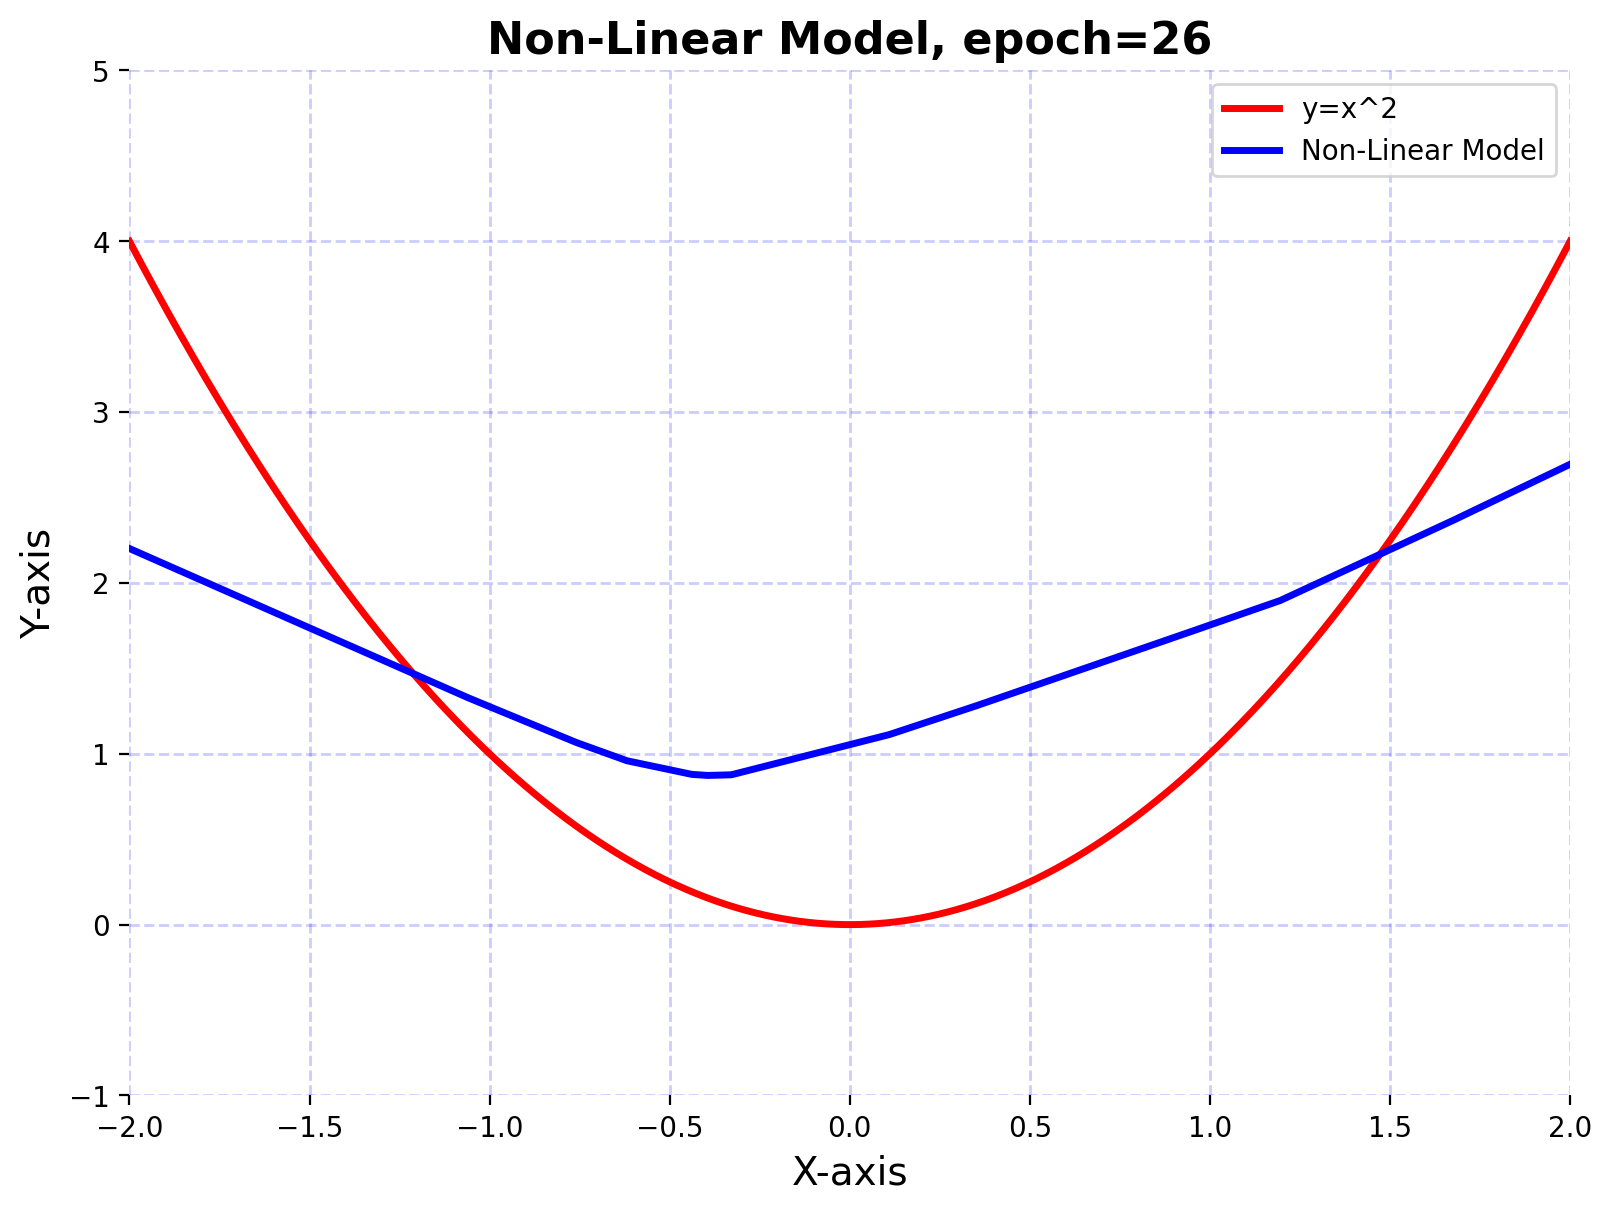 Non-Linear Model, epoch=26
y=x^2
Non-Linear Model
Y-axis
5
4
3
2
1
0
−1
−2.0 −1.5 −1.0 −0.5 0.0 0.5 1.0 1.5 2.0
X-axis